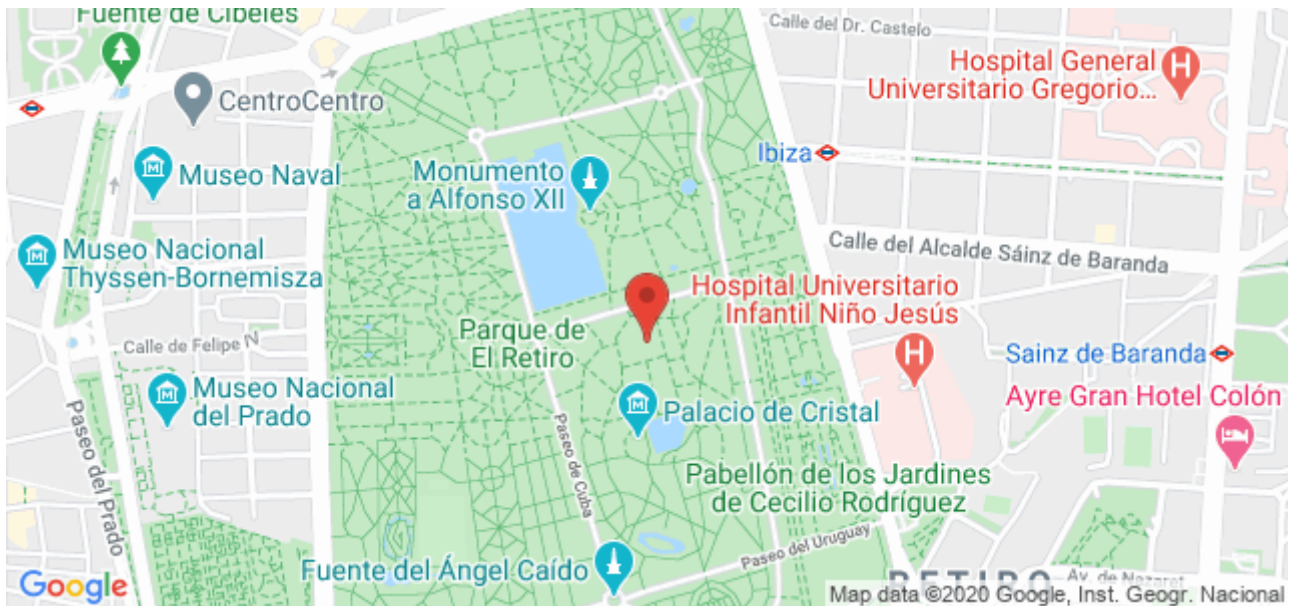 Fuente de Cibeles
Calle del Dr. Castelo
Hospital General
Universitario Gregorio...
CentroCentro
Ibiza
Museo Naval
Monumento
a Alfonso XII
Museo Nacional
Thyssen-Bornemisza
Calle del Alcalde Sáinz de Baranda
Hospital Universitario
Infantil Niño Jesús
Parque de
El Retiro
Calle de Felipe N
Sainz de Baranda
Museo Nacional
del Prado
Ayre Gran Hotel Colón
Palacio de Cristal
Paseo del Prado
Paseo de Cuba
Pabellón de los Jardines
de Cecilio Rodríguez
Paseo del Uruguay
Fuente del Ángel Caído
RETIRO
Av. de Nazaret
Google
Map data ©2020 Google, Inst. Geogr. Nacional